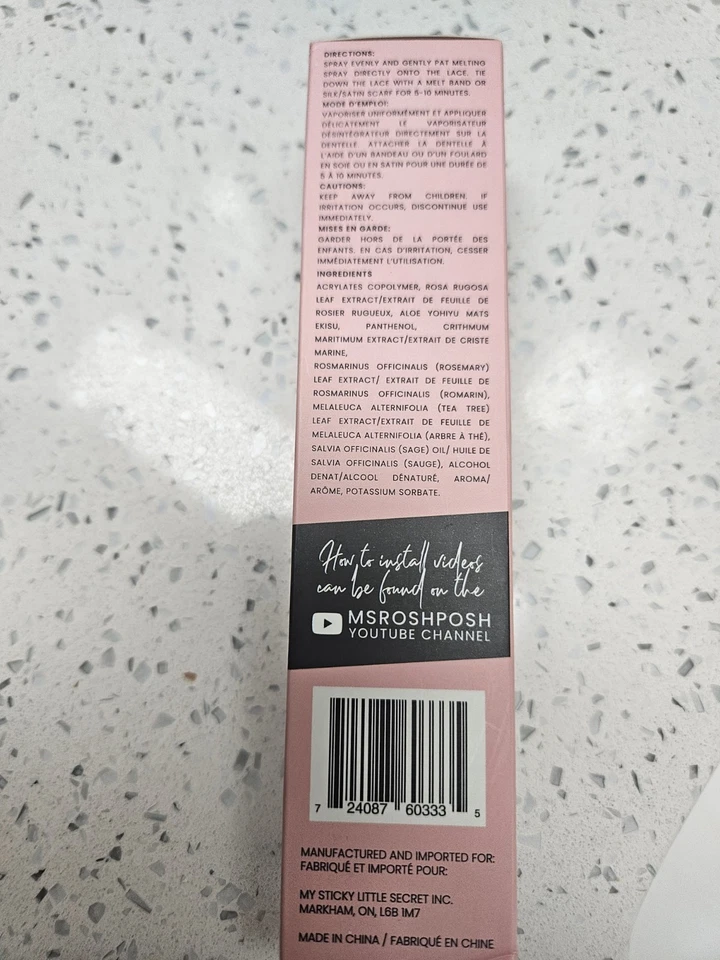 DIRECTIONS:
SPRAY EVENLY AND GENTLY PAT MELTING
SPRAY DIRECTLY ONTO THE LACE. TIE
DOWN THE LACE WITH A MELT BAND OR
SILK/SATIN SCARF FOR 5-10 MINUTES.
MODE D'EMPLOI:
VAPORISER UNIFORMÉMENT ET APPLIQUER
DÉLICATEMENT LE VAPORISATEUR
DÉSINTÉGRATEUR DIRECTEMENT SUR LA
DENTELLE. ATTACHER LA DENTELLE À
L'AIDE D'UN BANDEAU OU D'UN FOULARD
EN SOIE OU EN SATIN POUR UNE DURÉE DE
5 À 10 MINUTES.
CAUTIONS:
KEEP AWAY FROM CHILDREN. IF
IRRITATION OCCURS, DISCONTINUE USE
IMMEDIATELY.
MISES EN GARDE:
GARDER HORS DE LA PORTÉE DES
ENFANTS. EN CAS D'IRRITATION, CESSER
IMMÉDIATEMENT L'UTILISATION.
INGREDIENTS
ACRYLATES COPOLYMER, ROSA RUGOSA
LEAF EXTRACT/EXTRAIT DE FEUILLE DE
ROSIER RUGUEUX, ALOE YOHIYU MATS
EKISU, PANTHENOL, CRITHMUM
MARITIMUM EXTRACT/EXTRAIT DE CRISTE
MARINE,
ROSMARINUS OFFICINALIS (ROSEMARY)
LEAF EXTRACT/ EXTRAIT DE FEUILLE DE
ROSMARINUS OFFICINALIS (ROMARIN),
MELALEUCA ALTERNIFOLIA (TEA TREE)
LEAF EXTRACT/EXTRAIT DE FEUILLE DE
MELALEUCA ALTERNIFOLIA (ARBRE À THÉ),
SALVIA OFFICINALIS (SAGE) OIL/ HUILE DE
SALVIA OFFICINALIS (SAUGE), ALCOHOL
DENAT/ALCOOL DÉNATURÉ, AROMA/
ARÔME, POTASSIUM SORBATE.
How to install videos
can be found on the
MSROSHPOSH
YOUTUBE CHANNEL
7 24087 60333 5
MANUFACTURED AND IMPORTED FOR:
FABRIQUÉ ET IMPORTÉ POUR:
MY STICKY LITTLE SECRET INC.
MARKHAM, ON, L6B 1M7
MADE IN CHINA / FABRIQUÉ EN CHINE